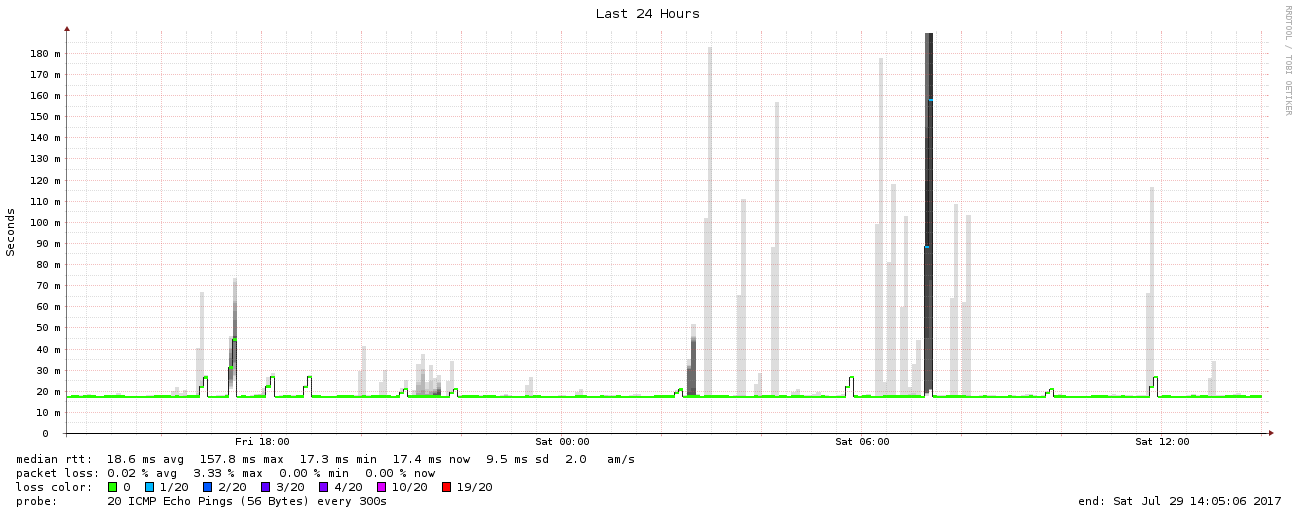 Last 24 Hours
RRDTOOL / TOBI OETIKER
Seconds
180 m
170 m
160 m
150 m
140 m
130 m
120 m
110 m
100 m
90 m
80 m
70 m
60 m
50 m
40 m
30 m
20 m
10 m
0
Fri 18:00 Sat 00:00 Sat 06:00 Sat 12:00
median rtt: 18.6 ms avg 157.8 ms max 17.3 ms min 17.4 ms now 9.5 ms sd 2.0 am/s
packet loss: 0.02 % avg 3.33 % max 0.00 % min 0.00 % now
loss color: 0 1/20 2/20 3/20 4/20 10/20 19/20
probe: 20 ICMP Echo Pings (56 Bytes) every 300s end: Sat Jul 29 14:05:06 2017